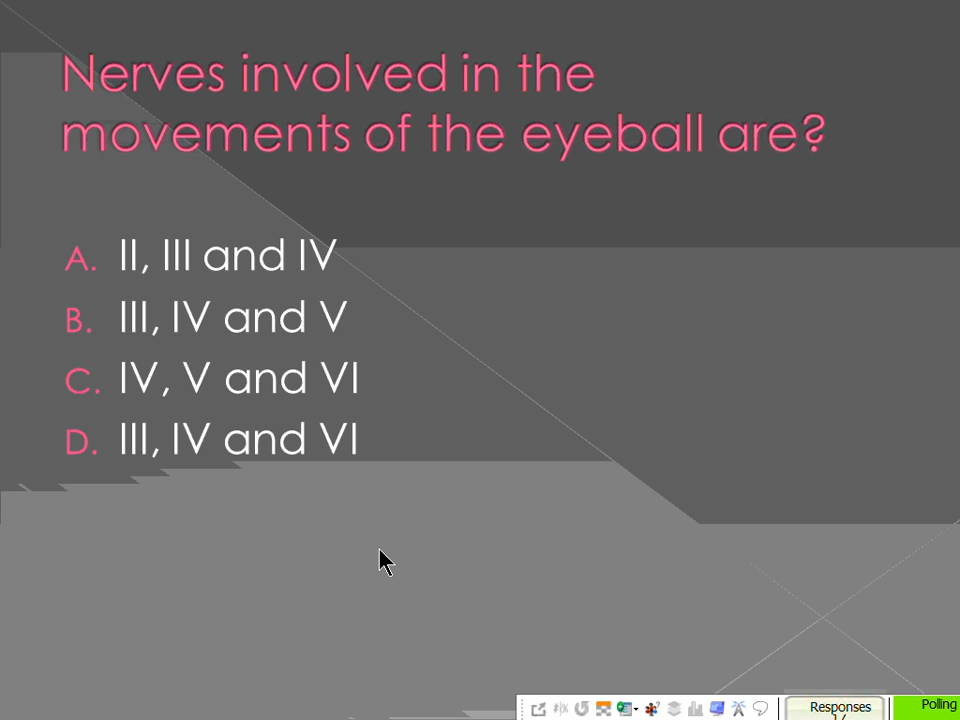 Nerves involved in the
movements of the eyeball are?
A. II, III and IV
B. III, IV and V
C. IV, V and VI
D. III, IV and VI
Responses
Polling